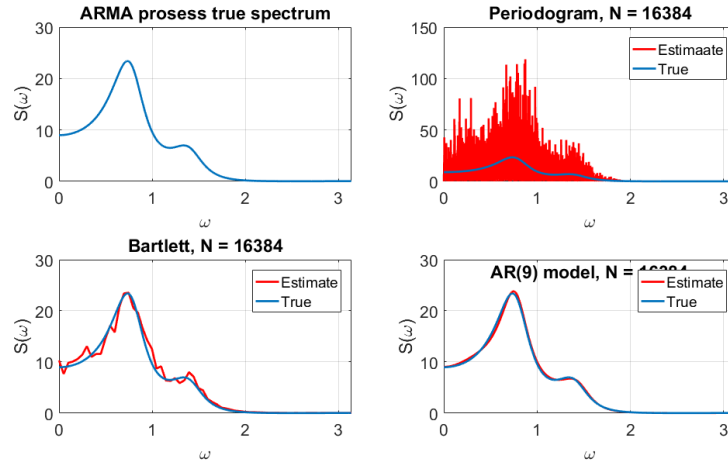 ARMA prosess true spectrum
30
20
10
0
S(ω)
0 1 2 3
ω
Periodogram, N = 16384
150
100
50
0
S(ω)
Estimaate
True
0 1 2 3
ω
Bartlett, N = 16384
30
20
10
0
S(ω)
Estimate
True
0 1 2 3
ω
AR(9) model, N = 16384
30
20
10
0
S(ω)
Estimate
True
0 1 2 3
ω